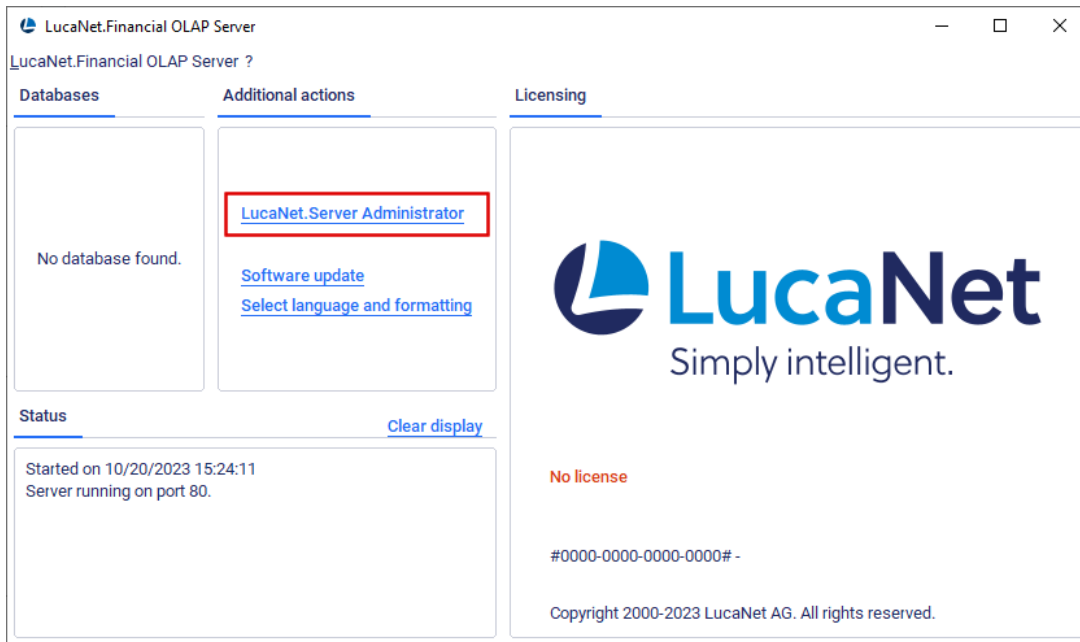 LucaNet.Financial OLAP Server
LucaNet.Financial OLAP Server ?
Databases
Additional actions
Licensing
No database found.
LucaNet.Server Administrator
Software update
Select language and formatting
LucaNet
Simply intelligent.
Status
Clear display
Started on 10/20/2023 15:24:11
Server running on port 80.
No license
#0000-0000-0000-0000# -
Copyright 2000-2023 LucaNet AG. All rights reserved.